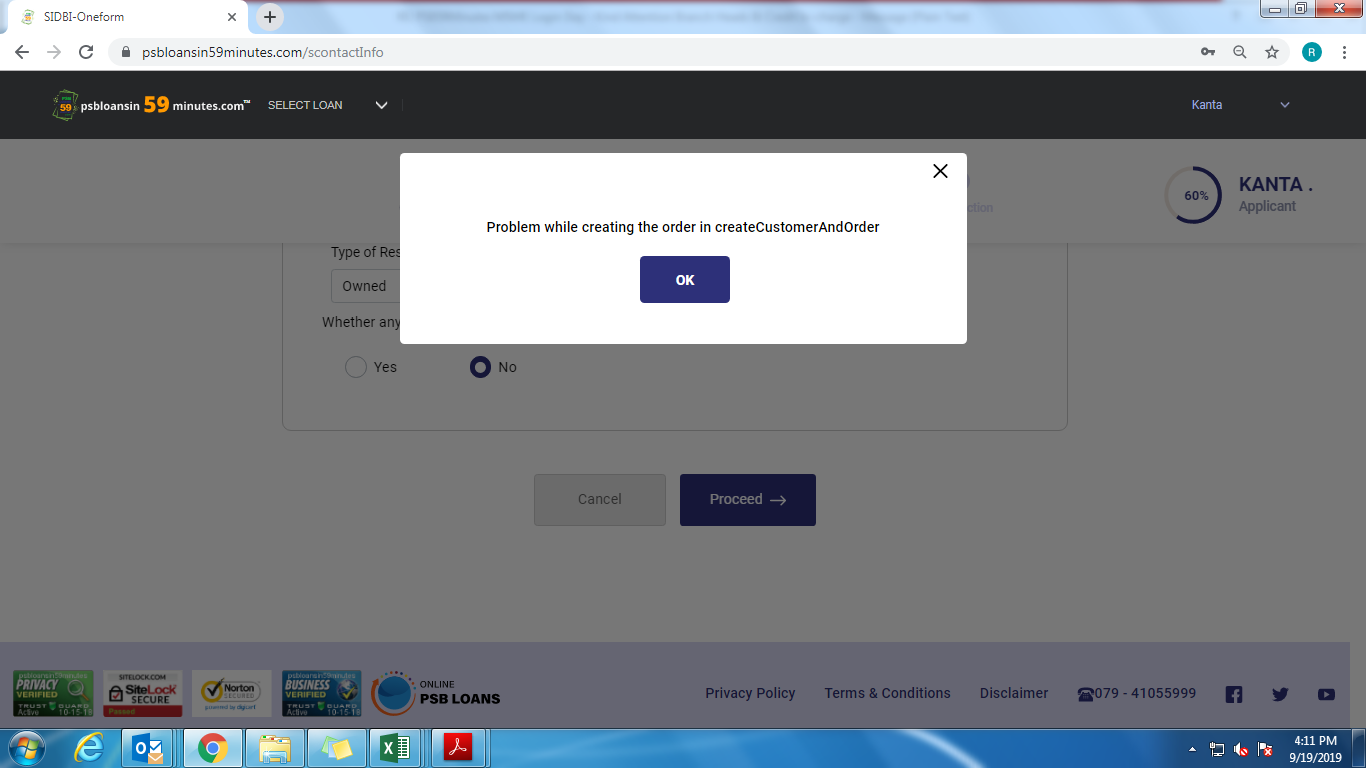 SIDBI-Oneform
psbloansin59minutes.com/scontactInfo
R
psbloansin 59 minutes.com™
SELECT LOAN
Kanta
60%
KANTA .
Applicant
Problem while creating the order in createCustomerAndOrder
OK
Type of Res
Owned
Whether any
Yes
No
Cancel
Proceed
PRIVACY
VERIFIED
TRUST GUARD
Active 10-15-19
SITELOCK.COM
SiteLock
SECURE
Passed
Norton
SECURED
powered by digicert
psbloansin59minutes
BUSINESS
VERIFIED
TRUST GUARD
Active 10-15-19
ONLINE
PSB LOANS
Privacy Policy
Terms & Conditions
Disclaimer
079 - 41055999
4:11 PM
9/19/2019